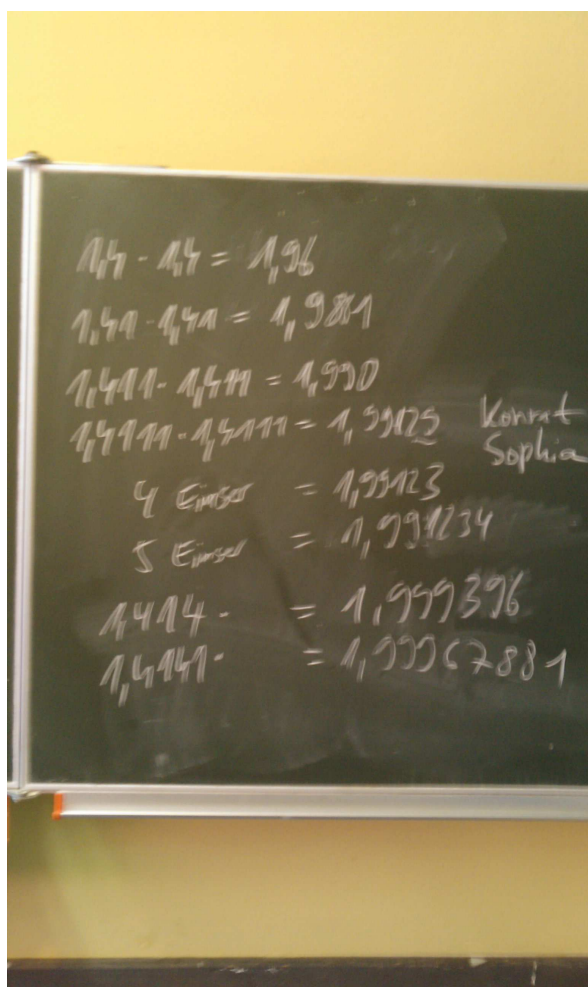 1,4 · 1,4 = 1,96
1,41 · 1,41 = 1,9881
1,411 · 1,411 = 1,990
1,4111 · 1,4111 = 1,99129 Konrat
Sophia
4 Einser = 1,99123
5 Einser = 1,991234
1,414 · = 1,999396
1,4141 · = 1,99967881